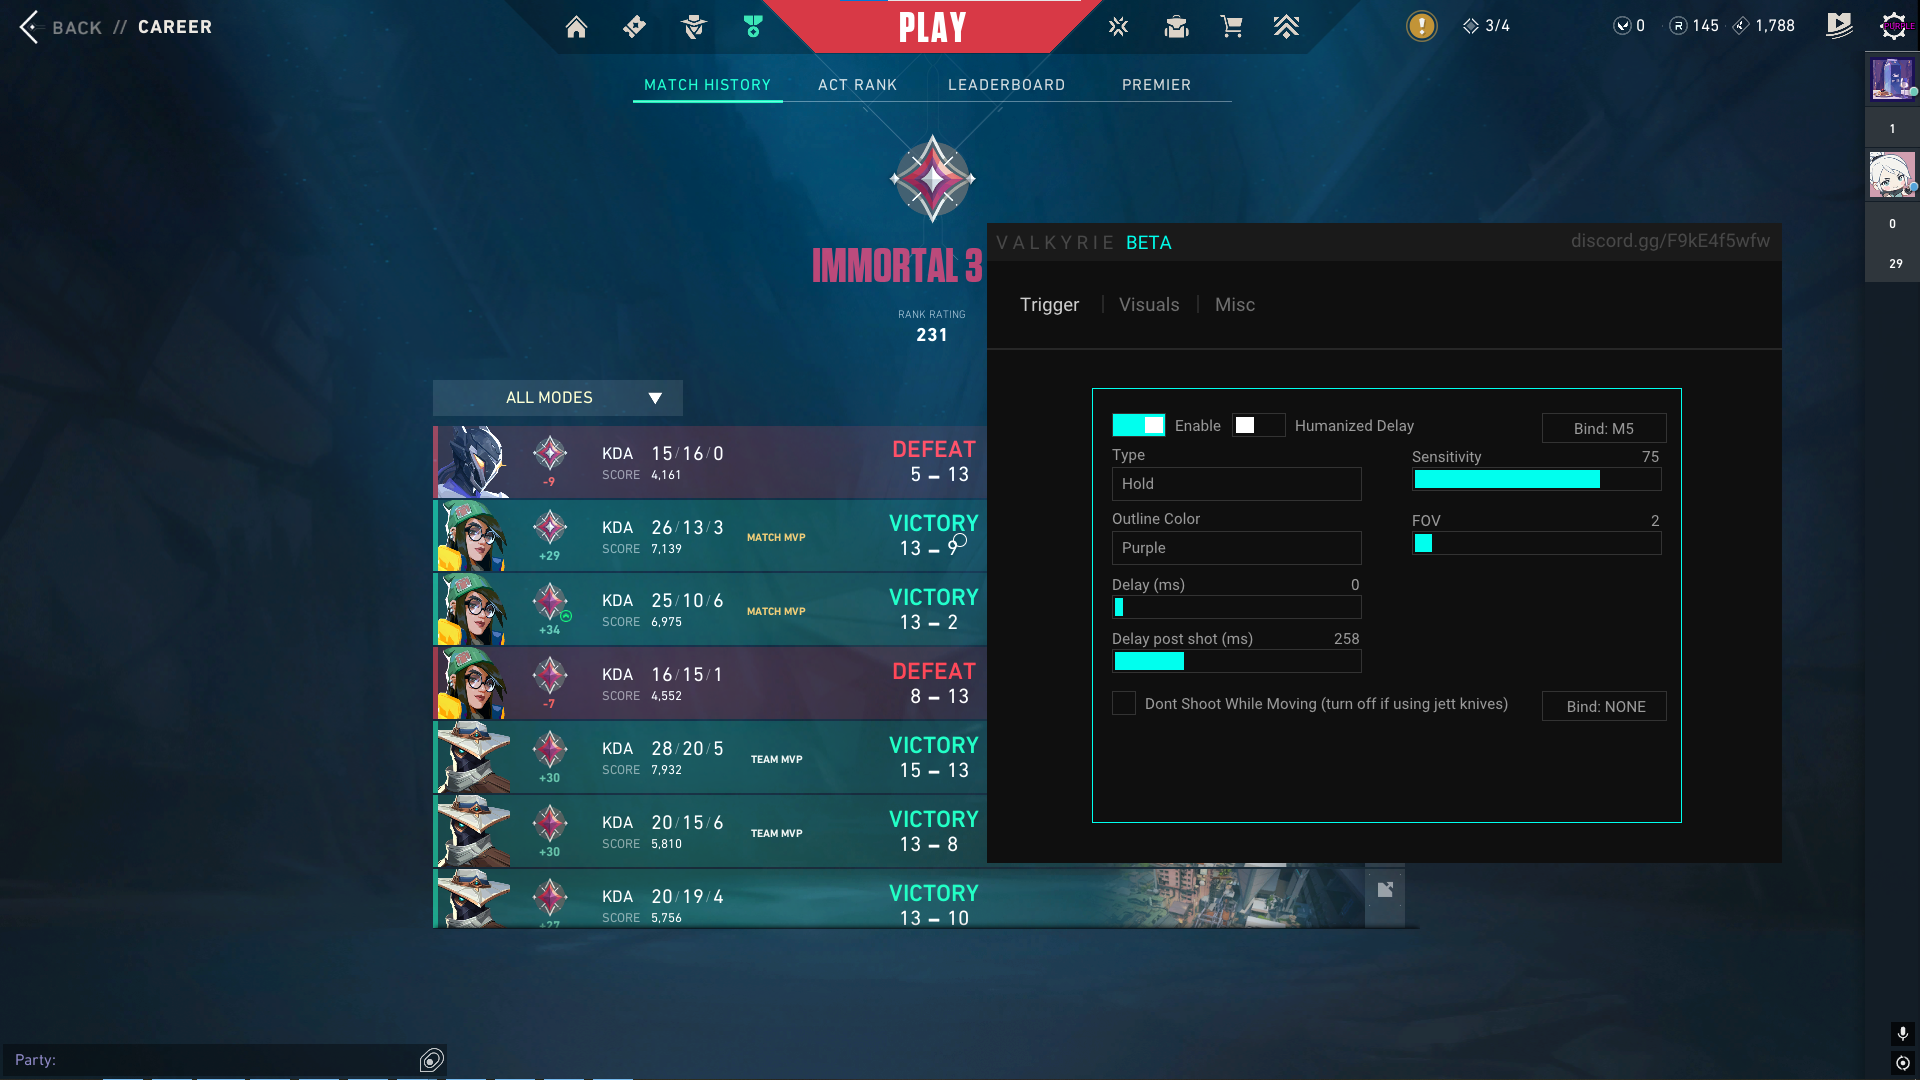 BACK // CAREER
PLAY
3/4
0
R 145
1,788
PURPLE
MATCH HISTORY
ACT RANK
LEADERBOARD
PREMIER
1
0
29
IMMORTAL 3
RANK RATING
231
ALL MODES
KDA 15/16/0
SCORE 4,161
-9
DEFEAT
5 – 13
KDA 26/13/3
SCORE 7,139
+29
MATCH MVP
VICTORY
13 – 9
KDA 25/10/6
SCORE 6,975
+34
MATCH MVP
VICTORY
13 – 2
KDA 16/15/1
SCORE 4,552
-7
DEFEAT
8 – 13
KDA 28/20/5
SCORE 7,932
+30
TEAM MVP
VICTORY
15 – 13
KDA 20/15/6
SCORE 5,810
+30
TEAM MVP
VICTORY
13 – 8
KDA 20/19/4
SCORE 5,756
+27
VICTORY
13 – 10
VALKYRIE BETA
discord.gg/F9kE4f5wfw
Trigger | Visuals | Misc
Enable
Humanized Delay
Bind: M5
Type
Hold
Sensitivity 75
Outline Color
Purple
FOV 2
Delay (ms) 0
Delay post shot (ms) 258
Dont Shoot While Moving (turn off if using jett knives)
Bind: NONE
Party: